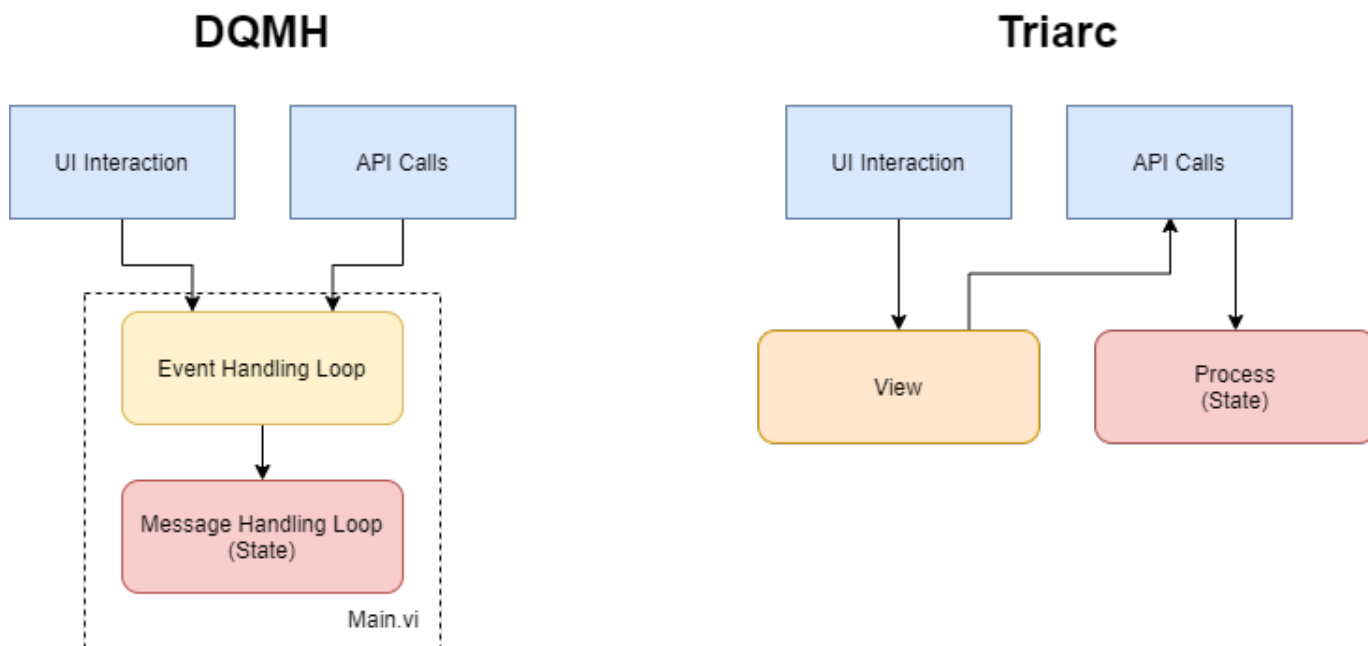 DQMH
Triarc
UI Interaction
API Calls
UI Interaction
API Calls
Event Handling Loop
View
Process
(State)
Message Handling Loop
(State)
Main.vi